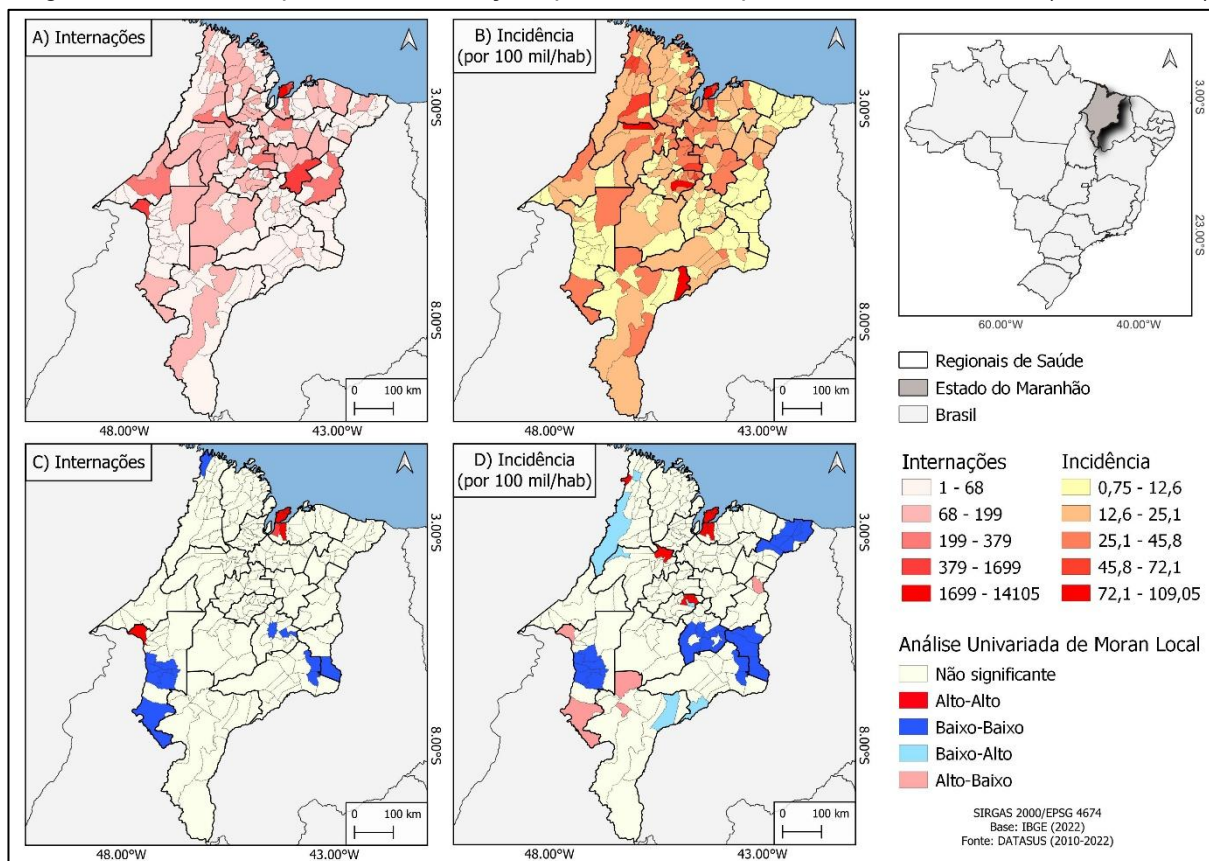 A) Internações
3.00°S
8.00°S
0 100 km
48.00°W 43.00°W
B) Incidência
(por 100 mil/hab)
3.00°S
8.00°S
0 100 km
48.00°W 43.00°W
3.00°S
23.00°S
60.00°W 40.00°W
Regionais de Saúde
Estado do Maranhão
Brasil
Internações
1 - 68
68 - 199
199 - 379
379 - 1699
1699 - 14105
Incidência
0,75 - 12,6
12,6 - 25,1
25,1 - 45,8
45,8 - 72,1
72,1 - 109,05
C) Internações
3.00°S
8.00°S
0 100 km
48.00°W 43.00°W
D) Incidência
(por 100 mil/hab)
3.00°S
8.00°S
0 100 km
48.00°W 43.00°W
Análise Univariada de Moran Local
Não significante
Alto-Alto
Baixo-Baixo
Baixo-Alto
Alto-Baixo
SIRGAS 2000/EPSG 4674
Base: IBGE (2022)
Fonte: DATASUS (2010-2022)